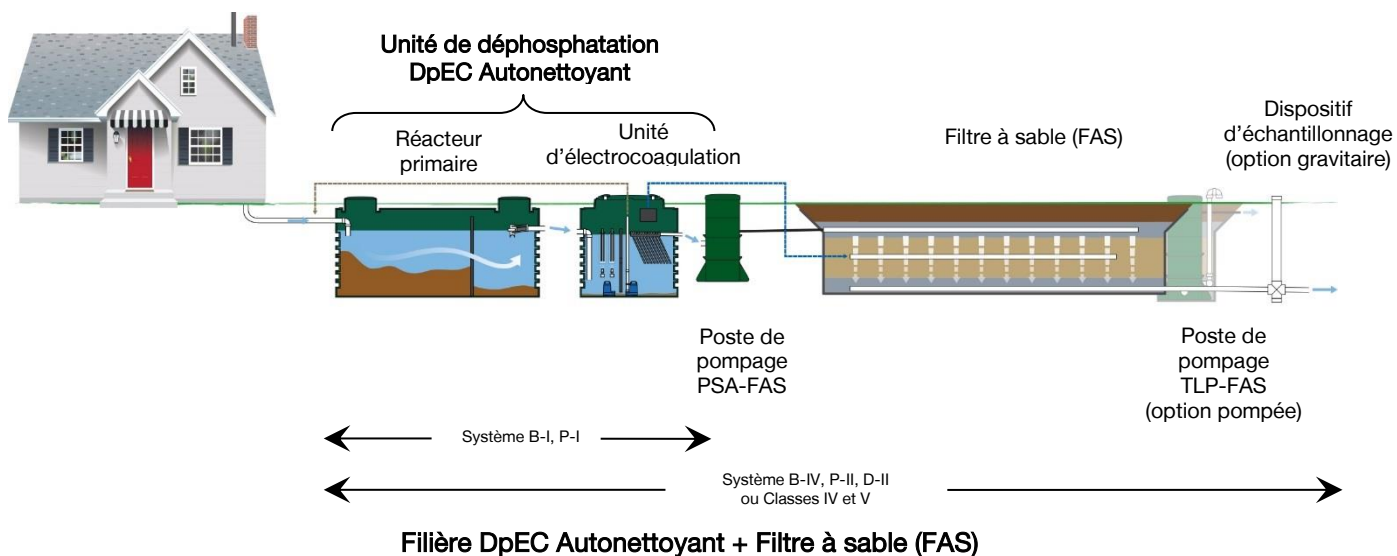 Unité de déphosphatation
DpEC Autonettoyant
Réacteur
primaire
Unité
d'électrocoagulation
Filtre à sable (FAS)
Dispositif
d'échantillonnage
(option gravitaire)
Poste de
pompage
PSA-FAS
Poste de
pompage
TLP-FAS
(option pompée)
Système B-I, P-I
Système B-IV, P-II, D-II
ou Classes IV et V
Filière DpEC Autonettoyant + Filtre à sable (FAS)